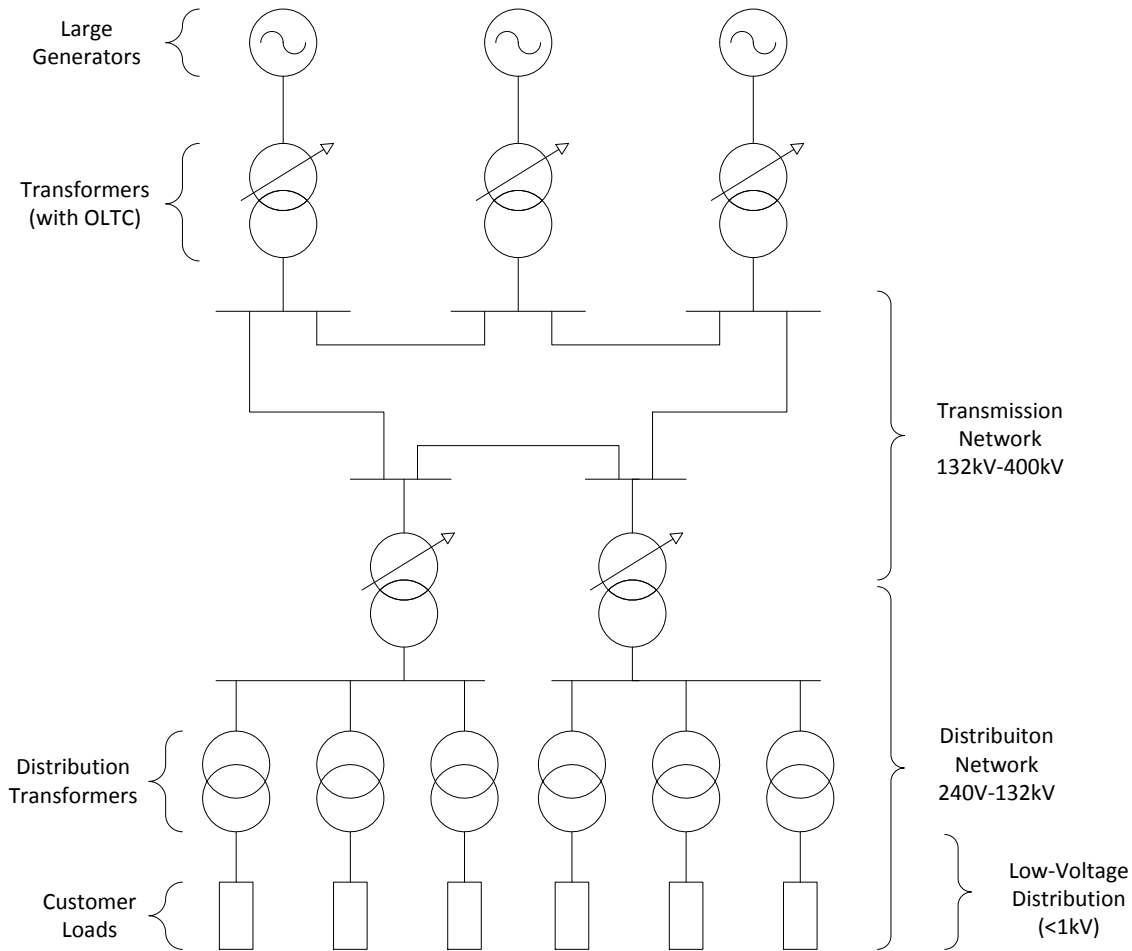 Large
Generators
Transformers
(with OLTC)
Transmission
Network
132kV-400kV
Distribuiton
Network
240V-132kV
Distribution
Transformers
Low-Voltage
Distribution
(<1kV)
Customer
Loads